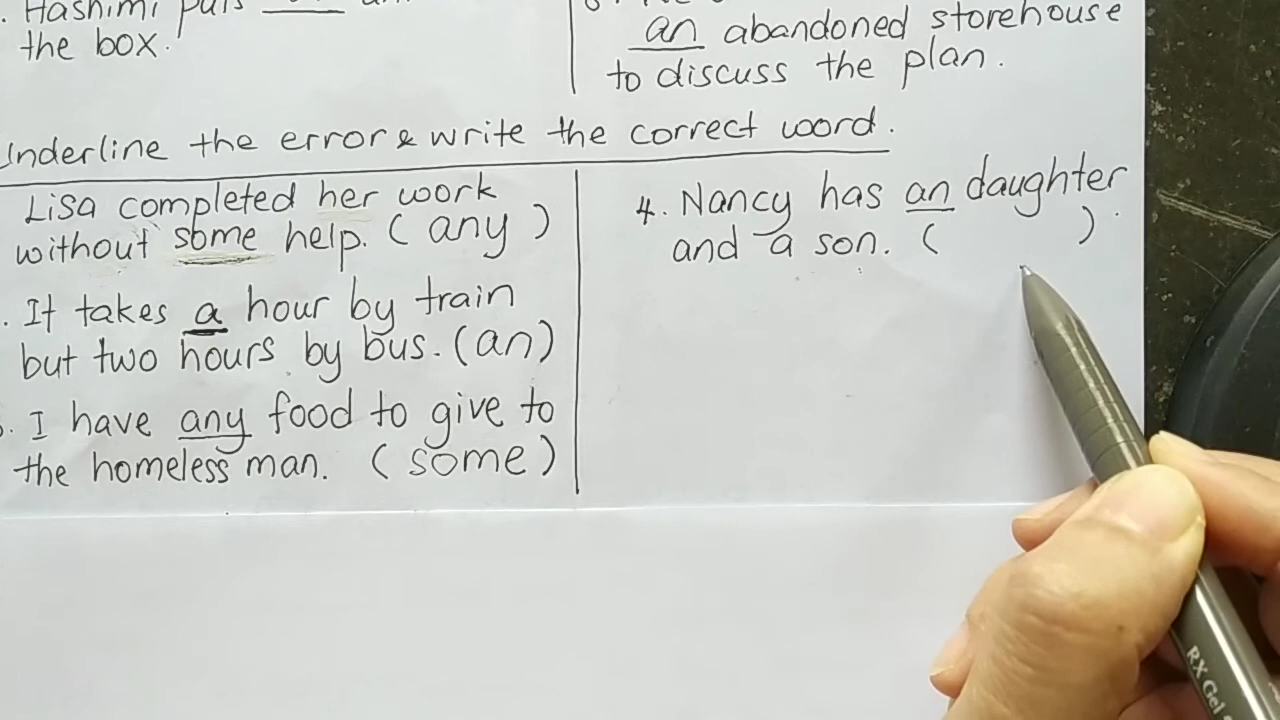 Hashimi puts
the box.
an abandoned storehouse
to discuss the plan.
Underline the error & write the correct word.
Lisa completed her work
without some help. (any)
. It takes a hour by train
but two hours by bus. (an)
. I have any food to give to
the homeless man. (some)
4. Nancy has an daughter
and a son. ( )
RX Gel